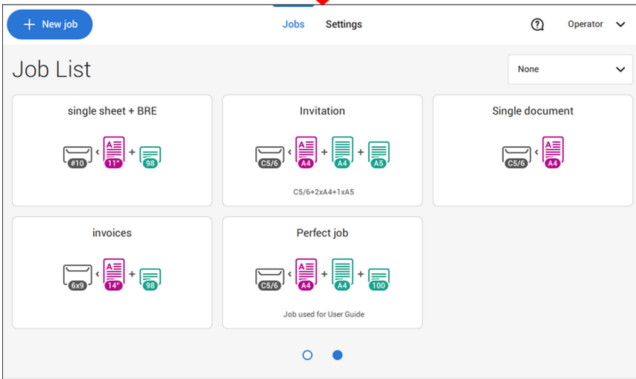 + New job
Jobs
Settings
Operator
Job List
None
single sheet + BRE
#10
A
11"
+
98
Invitation
C5/6
A
A4
+
A4
+
A5
C5/6+2xA4+1xA5
Single document
C5/6
A
A4
invoices
6x9
A
14"
+
98
Perfect job
C5/6
A
A4
+
A4
+
100
Job used for User Guide